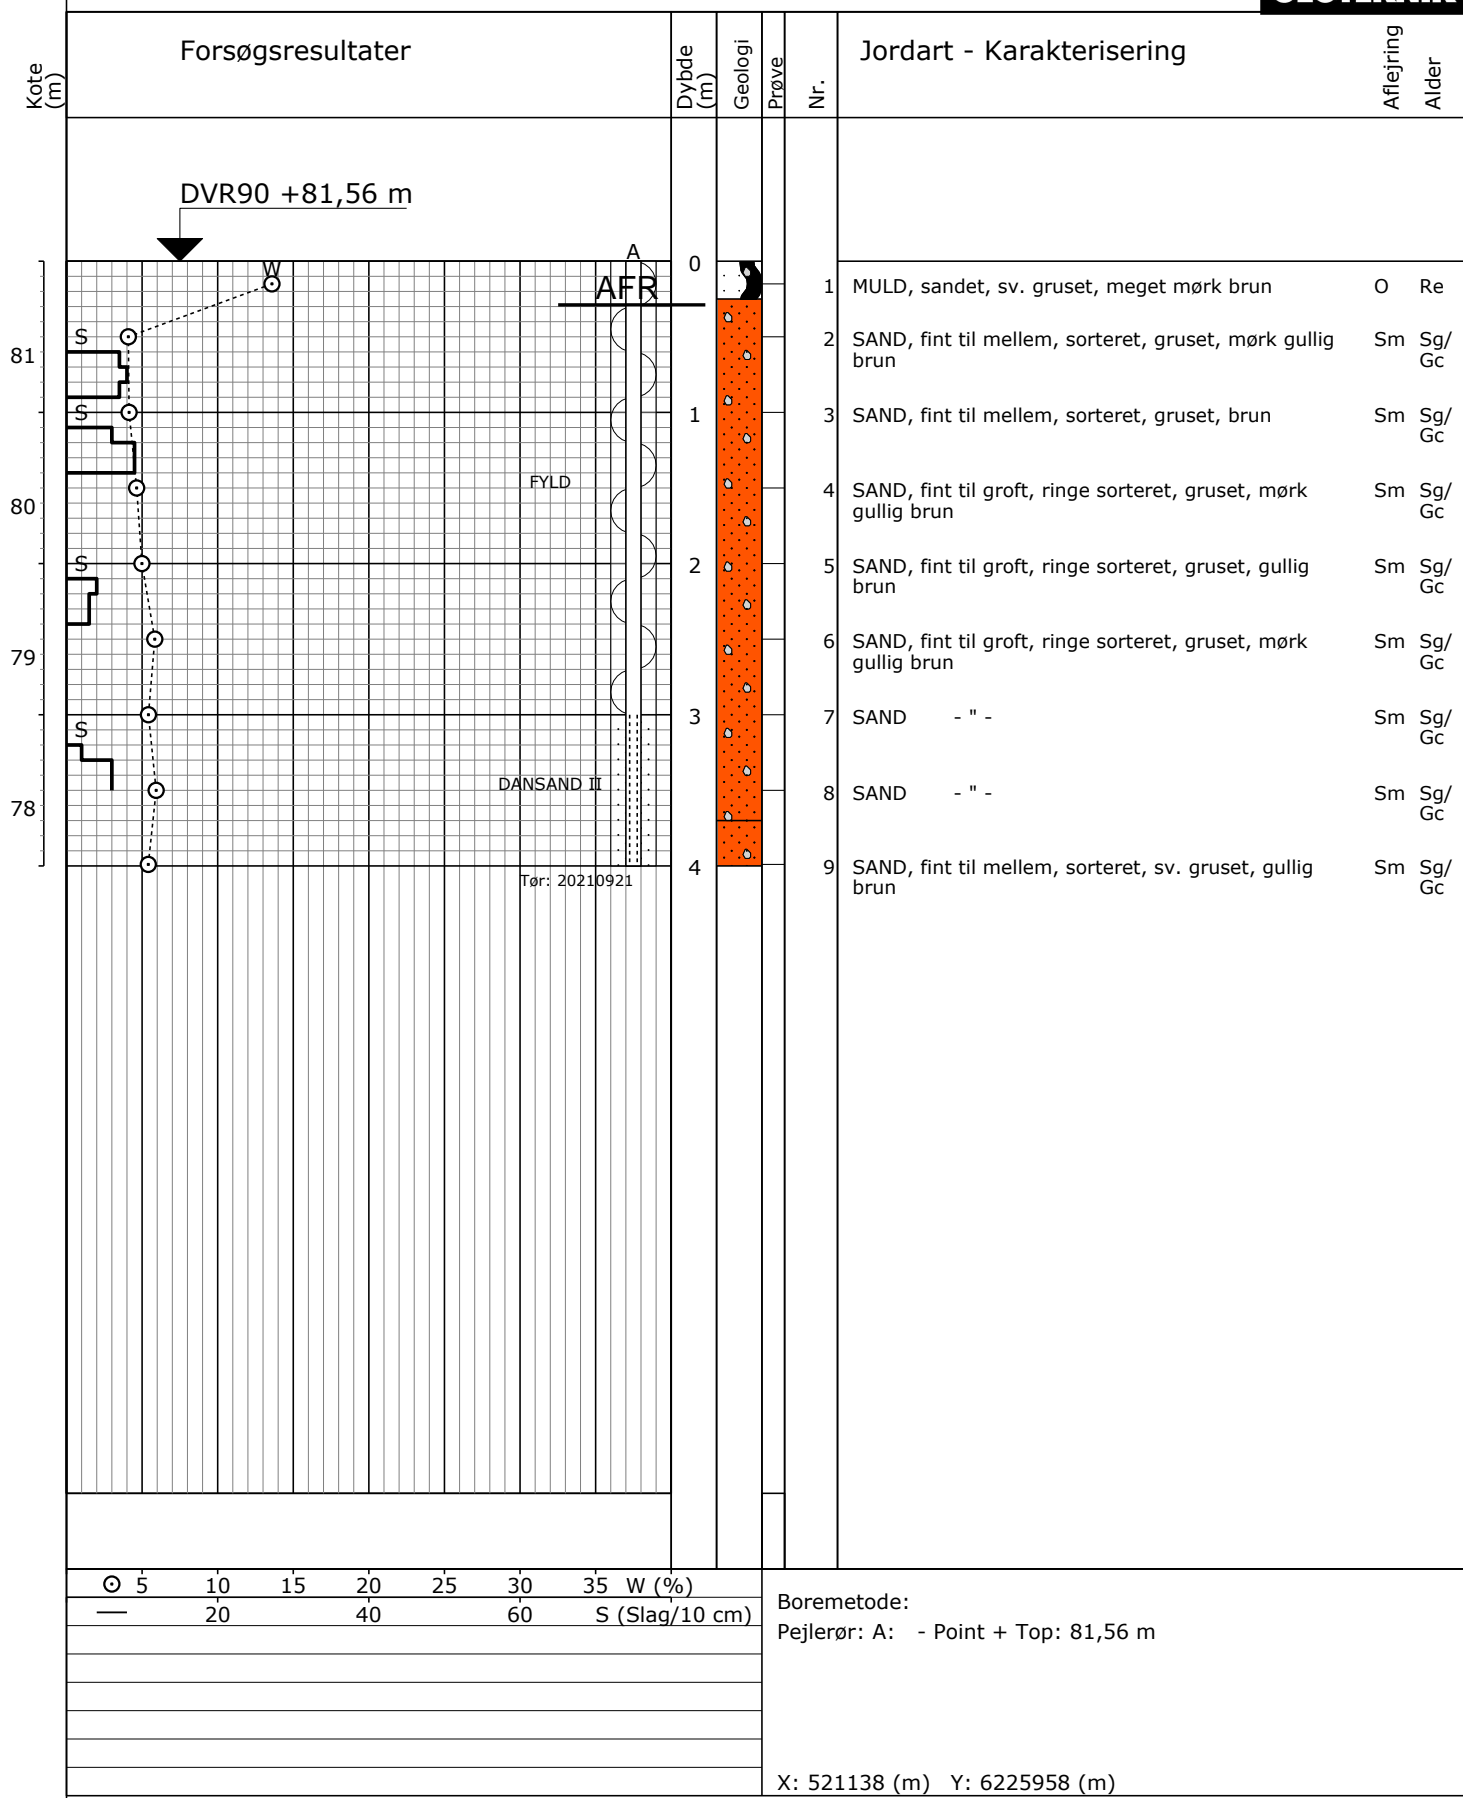 Kote (m)
Forsøgsresultater
Dybde (m)
Geologi
Prøve
Nr.
Jordart - Karakterisering
Aflejring
Alder
DVR90 +81,56 m
W
A
0
AFR
1 MULD, sandet, sv. gruset, meget mørk brun O Re
S
2 SAND, fint til mellem, sorteret, gruset, mørk gullig Sm Sg/
brun Gc
81
S
1
3 SAND, fint til mellem, sorteret, gruset, brun Sm Sg/
Gc
FYLD
4 SAND, fint til groft, ringe sorteret, gruset, mørk Sm Sg/
gullig brun Gc
80
S
2
5 SAND, fint til groft, ringe sorteret, gruset, gullig Sm Sg/
brun Gc
6 SAND, fint til groft, ringe sorteret, gruset, mørk Sm Sg/
gullig brun Gc
79
S
3
7 SAND - " - Sm Sg/
Gc
DANSAND II
8 SAND - " - Sm Sg/
Gc
78
4
9 SAND, fint til mellem, sorteret, sv. gruset, gullig Sm Sg/
brun Gc
Tør: 20210921
5 10 15 20 25 30 35 W (%)
20 40 60 S (Slag/10 cm)
Boremetode:
Pejlerør: A: - Point + Top: 81,56 m
X: 521138 (m) Y: 6225958 (m)